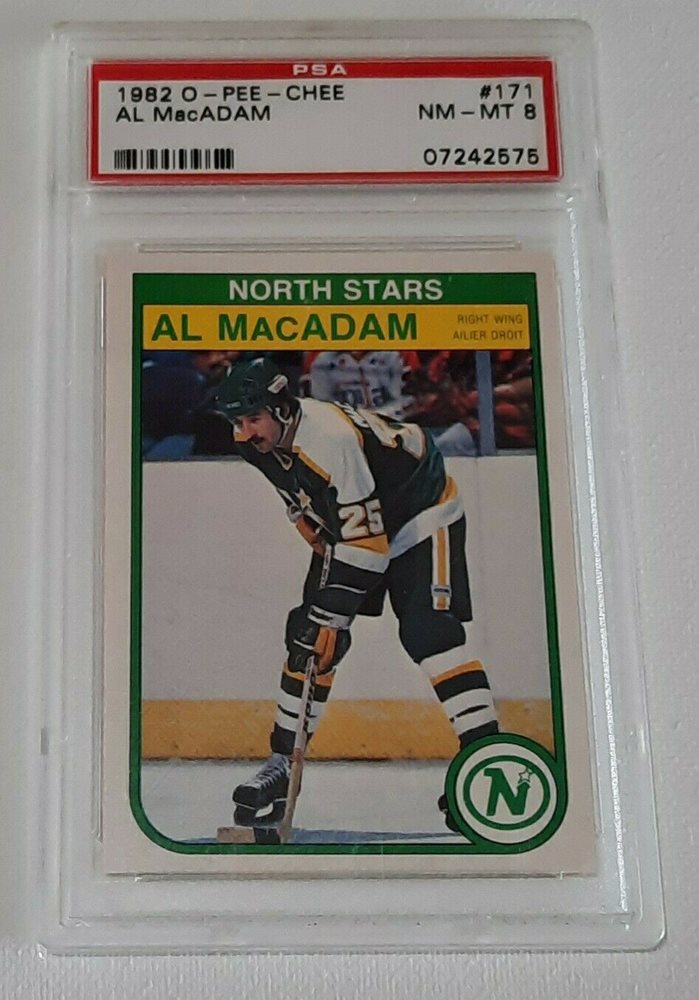 PSA
1982 O-PEE-CHEE #171
AL MacADAM NM-MT 8
07242575
NORTH STARS
AL MACADAM RIGHT WING
AILIER DROIT
25
N